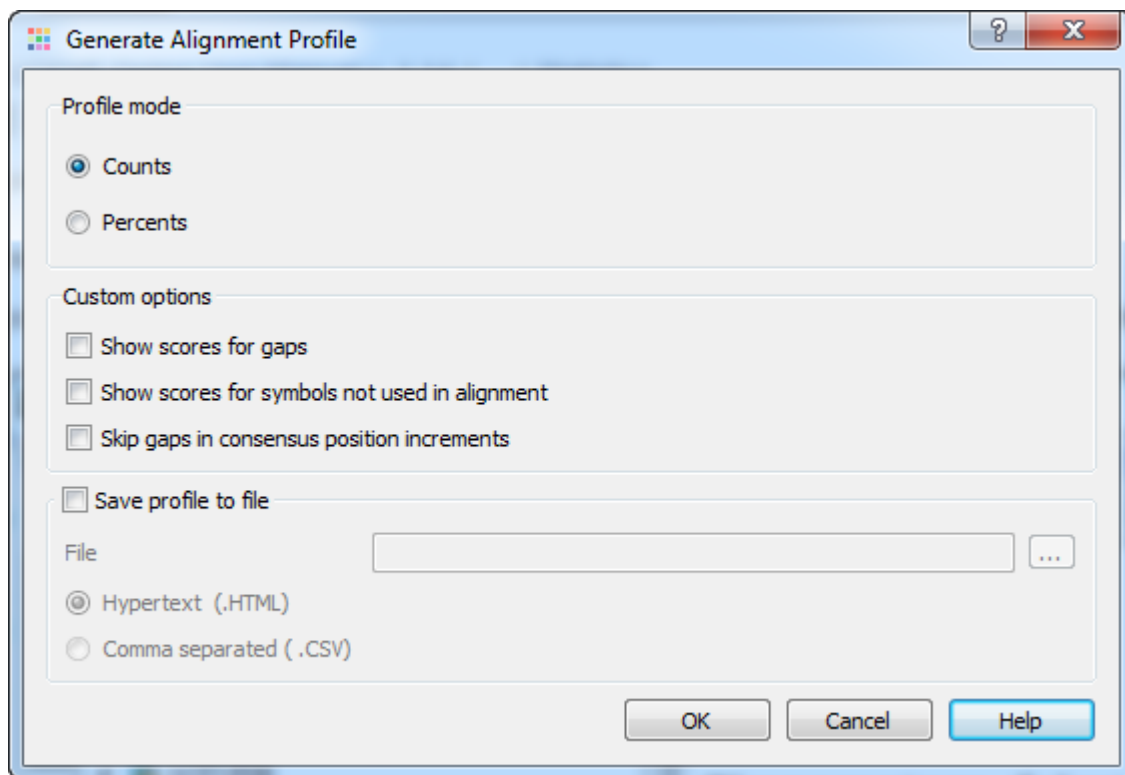 Generate Alignment Profile
?
Profile mode
Counts
Percents
Custom options
Show scores for gaps
Show scores for symbols not used in alignment
Skip gaps in consensus position increments
Save profile to file
File ...
Hypertext (.HTML)
Comma separated ( .CSV)
OK Cancel Help